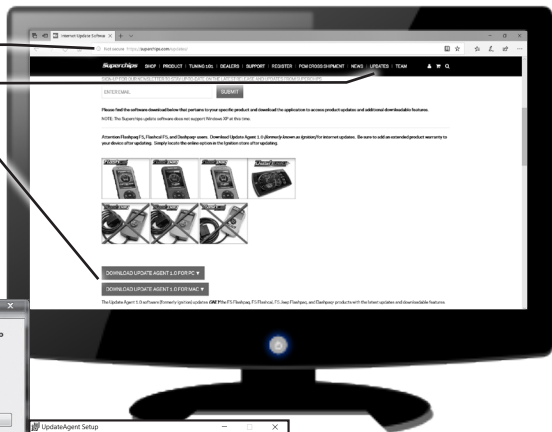 Internet Update Softwa
Not secure https://superchips.com/updates/
Superchips SHOP | PRODUCT | TUNING 101 | DEALERS | SUPPORT | REGISTER | PCM CROSS SHIPMENT | NEWS | UPDATES | TEAM
ENTER EMAIL
SUBMIT
Please find the software download below that pertains to your specific product and download the application to access product updates and additional downloadable features.
NOTE: The Superchips update software does not support Windows XP at this time.
Attention Flashpaq F5, Flashcal F5, and Dashpaq+ users. Download Update Agent 1.0 (formerly known as Ignition) for internet updates. Be sure to add an extended product warranty to
your device after updating. Simply locate the online option in the Ignition store after updating.
DOWNLOAD UPDATE AGENT 1.0 FOR PC ▼
DOWNLOAD UPDATE AGENT 1.0 FOR MAC ▼
The Update Agent 1.0 software (formerly Ignition) updates ONLY the F5 Flashpaq, F5 Flashcal, F5 Jeep Flashpaq, and Dashpaq+ products with the latest updates and downloadable features
UpdateAgent Setup